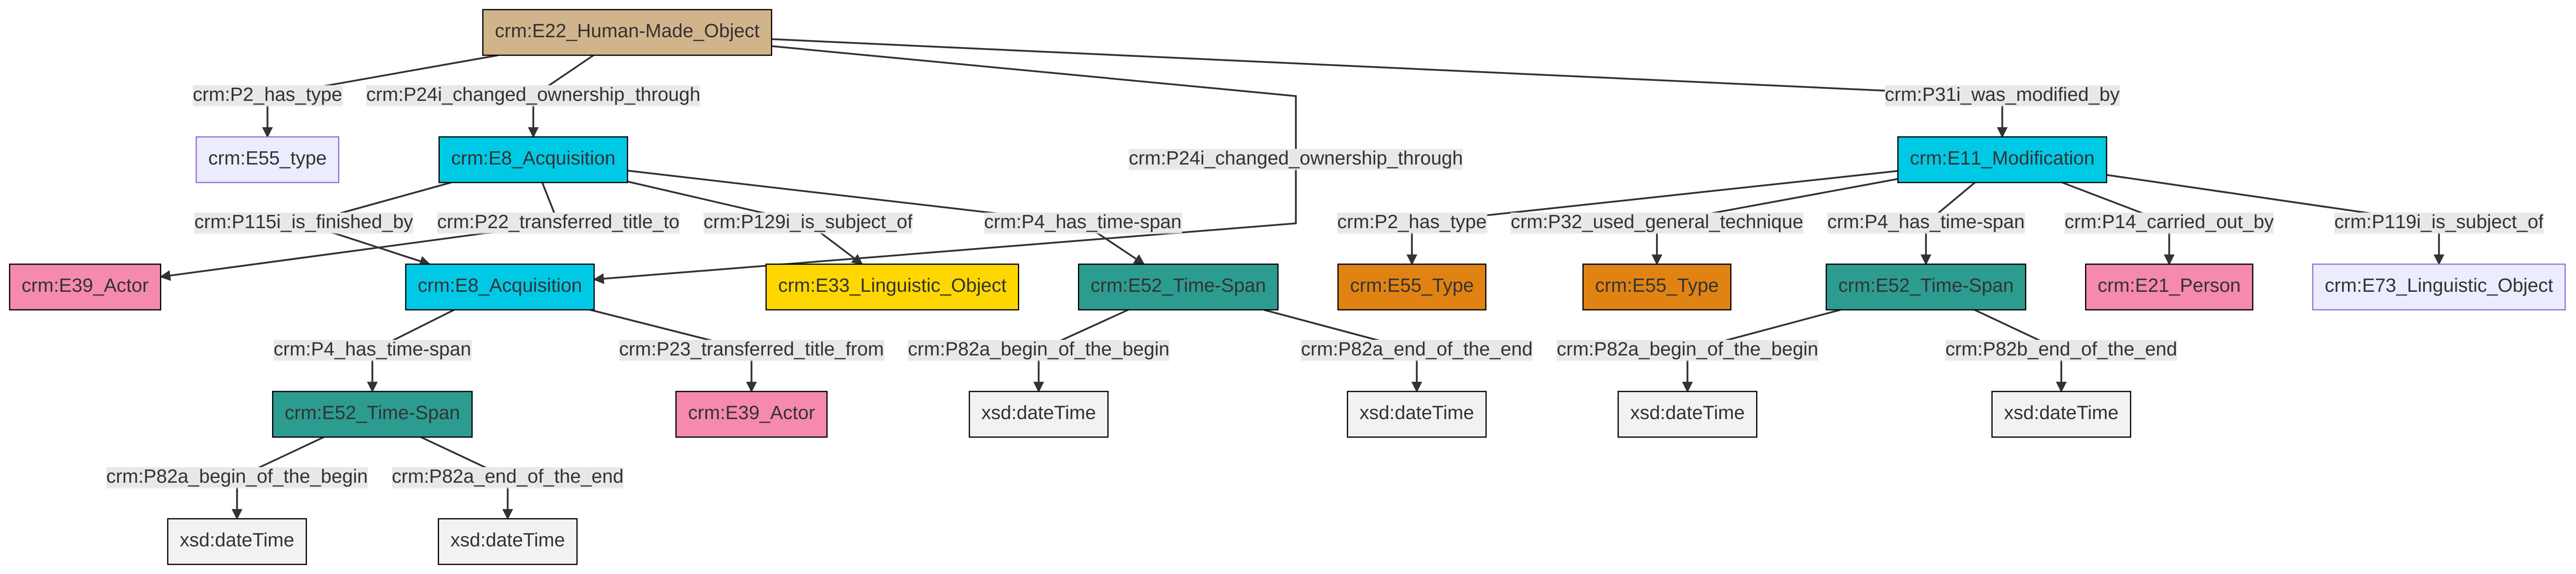 crm:E22_Human-Made_Object
crm:P2_has_type
crm:P24i_changed_ownership_through
crm:P31i_was_modified_by
crm:E55_type
crm:E8_Acquisition
crm:P24i_changed_ownership_through
crm:E11_Modification
crm:P115i_is_finished_by
crm:P22_transferred_title_to
crm:P129i_is_subject_of
crm:P4_has_time-span
crm:P2_has_type
crm:P32_used_general_technique
crm:P4_has_time-span
crm:P14_carried_out_by
crm:P119i_is_subject_of
crm:E39_Actor
crm:E8_Acquisition
crm:E33_Linguistic_Object
crm:E52_Time-Span
crm:E55_Type
crm:E55_Type
crm:E52_Time-Span
crm:E21_Person
crm:E73_Linguistic_Object
crm:P4_has_time-span
crm:P23_transferred_title_from
crm:P82a_begin_of_the_begin
crm:P82a_end_of_the_end
crm:P82a_begin_of_the_begin
crm:P82b_end_of_the_end
crm:E52_Time-Span
crm:E39_Actor
xsd:dateTime
xsd:dateTime
xsd:dateTime
xsd:dateTime
crm:P82a_begin_of_the_begin
crm:P82a_end_of_the_end
xsd:dateTime
xsd:dateTime